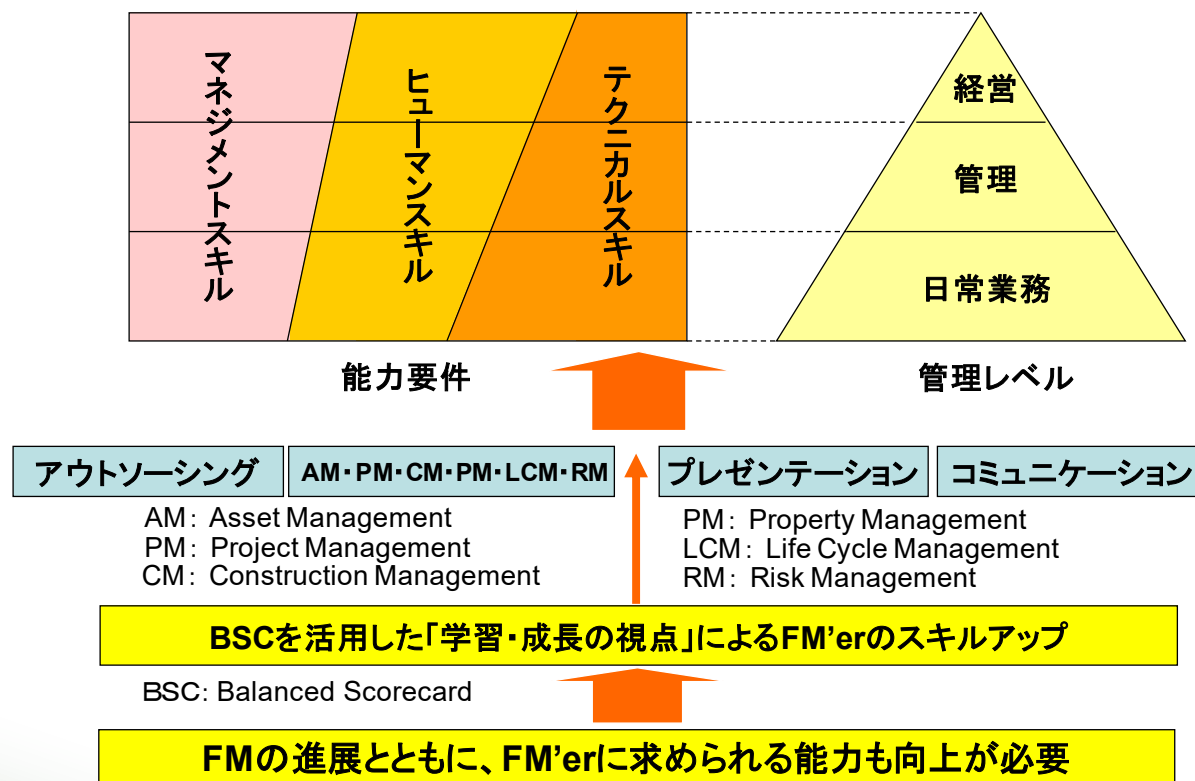 マネジメントスキル
ヒューマンスキル
テクニカルスキル
経営
管理
日常業務
能力要件
管理レベル
アウトソーシング
AM・PM・CM・PM・LCM・RM
プレゼンテーション
コミュニケーション
AM: Asset Management
PM: Project Management
CM: Construction Management
PM: Property Management
LCM: Life Cycle Management
RM: Risk Management
BSCを活用した「学習・成長の視点」によるFM'erのスキルアップ
BSC: Balanced Scorecard
FMの進展とともに、FM'erに求められる能力も向上が必要